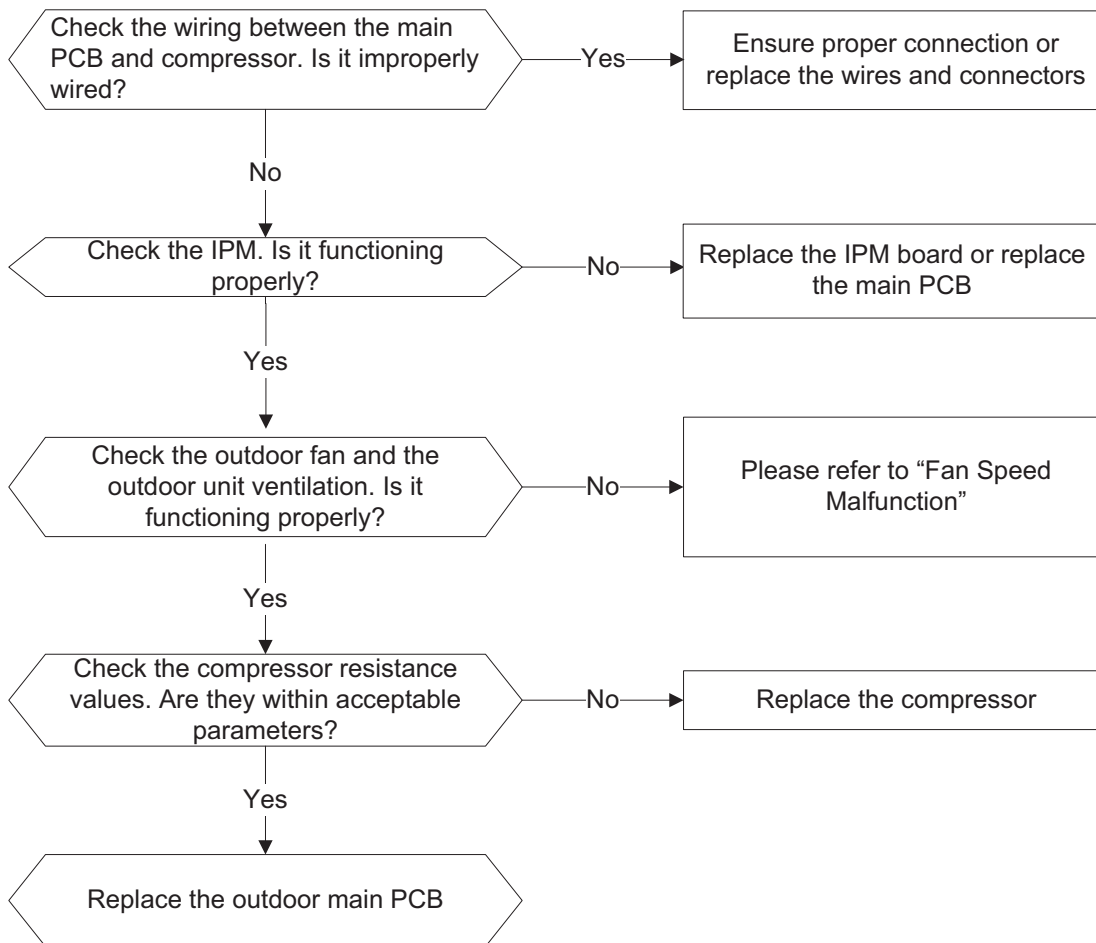 Check the wiring between the main
PCB and compressor. Is it improperly
wired?
Yes
Ensure proper connection or
replace the wires and connectors
No
Check the IPM. Is it functioning
properly?
No
Replace the IPM board or replace
the main PCB
Yes
Check the outdoor fan and the
outdoor unit ventilation. Is it
functioning properly?
No
Please refer to “Fan Speed
Malfunction”
Yes
Check the compressor resistance
values. Are they within acceptable
parameters?
No
Replace the compressor
Yes
Replace the outdoor main PCB